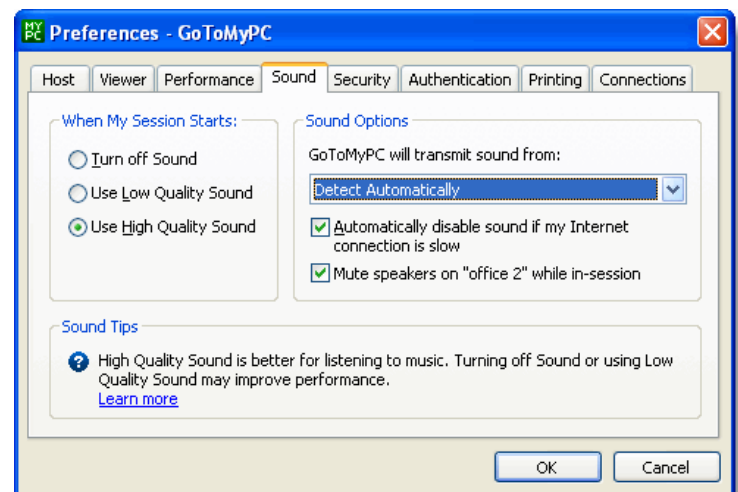 MY PC Preferences - GoToMyPC
Host Viewer Performance Sound Security Authentication Printing Connections
When My Session Starts:
Turn off Sound
Use Low Quality Sound
Use High Quality Sound
Sound Options
GoToMyPC will transmit sound from:
Detect Automatically
Automatically disable sound if my Internet
connection is slow
Mute speakers on "office 2" while in-session
Sound Tips
High Quality Sound is better for listening to music. Turning off Sound or using Low
Quality Sound may improve performance.
Learn more
OK Cancel